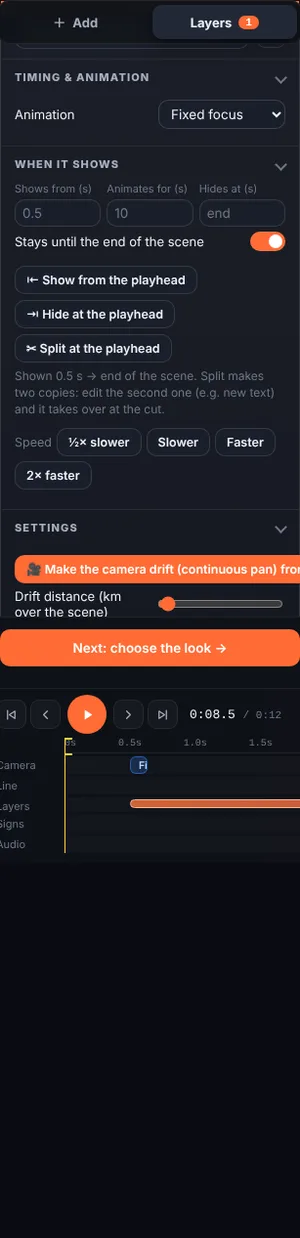 + Add
Layers 1
TIMING & ANIMATION
Animation
Fixed focus
WHEN IT SHOWS
Shows from (s) Animates for (s) Hides at (s)
0.5 10 end
Stays until the end of the scene
⇤ Show from the playhead
⇥ Hide at the playhead
✂ Split at the playhead
Shown 0.5 s → end of the scene. Split makes
two copies: edit the second one (e.g. new text)
and it takes over at the cut.
Speed ½× slower Slower Faster
2× faster
SETTINGS
🎥 Make the camera drift (continuous pan) from
Drift distance (km
over the scene)
Next: choose the look →
0:08.5 / 0:12
0s 0.5s 1.0s 1.5s
Camera Fi
Line
Layers
Signs
Audio